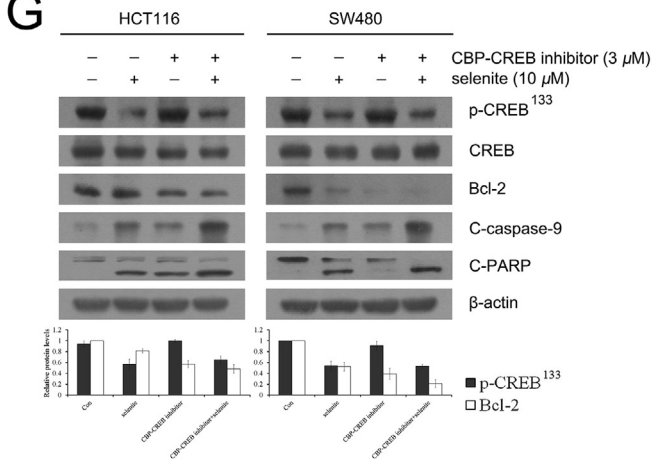 G
HCT116 SW480
– – + + – – + + CBP-CREB inhibitor (3 µM)
– + – + – + – + selenite (10 µM)
p-CREB133
CREB
Bcl-2
C-caspase-9
C-PARP
β-actin
Relative protein levels
1.2 1.2
1 1
0.8 0.8
0.6 0.6
0.4 0.4
0.2 0.2
0 0
Con selenite CBP-CREB inhibitor CBP-CREB inhibitor+selenite Con selenite CBP-CREB inhibitor CBP-CREB inhibitor+selenite
p-CREB133
Bcl-2